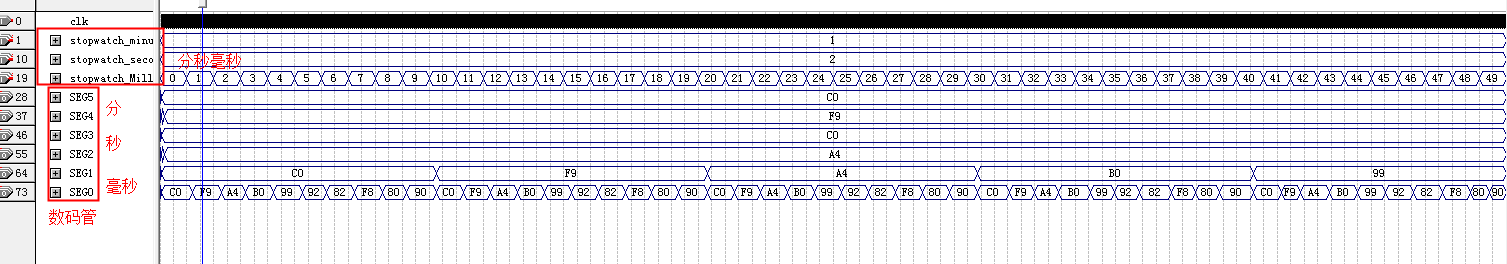 0 clk
1 stopwatch_minu 1
10 stopwatch_seco 分秒毫秒 2
19 stopwatch_Mill 0 1 2 3 4 5 6 7 8 9 10 11 12 13 14 15 16 17 18 19 20 21 22 23 24 25 26 27 28 29 30 31 32 33 34 35 36 37 38 39 40 41 42 43 44 45 46 47 48 49
28 SEG5 分 C0
37 SEG4 F9
46 SEG3 秒 C0
55 SEG2 A4
64 SEG1 毫秒 C0 F9 A4 B0 99
73 SEG0 C0 F9 A4 B0 99 92 82 F8 80 90 C0 F9 A4 B0 99 92 82 F8 80 90 C0 F9 A4 B0 99 92 82 F8 80 90 C0 F9 A4 B0 99 92 82 F8 80 90 C0 F9 A4 B0 99 92 82 F8 80 90
数码管